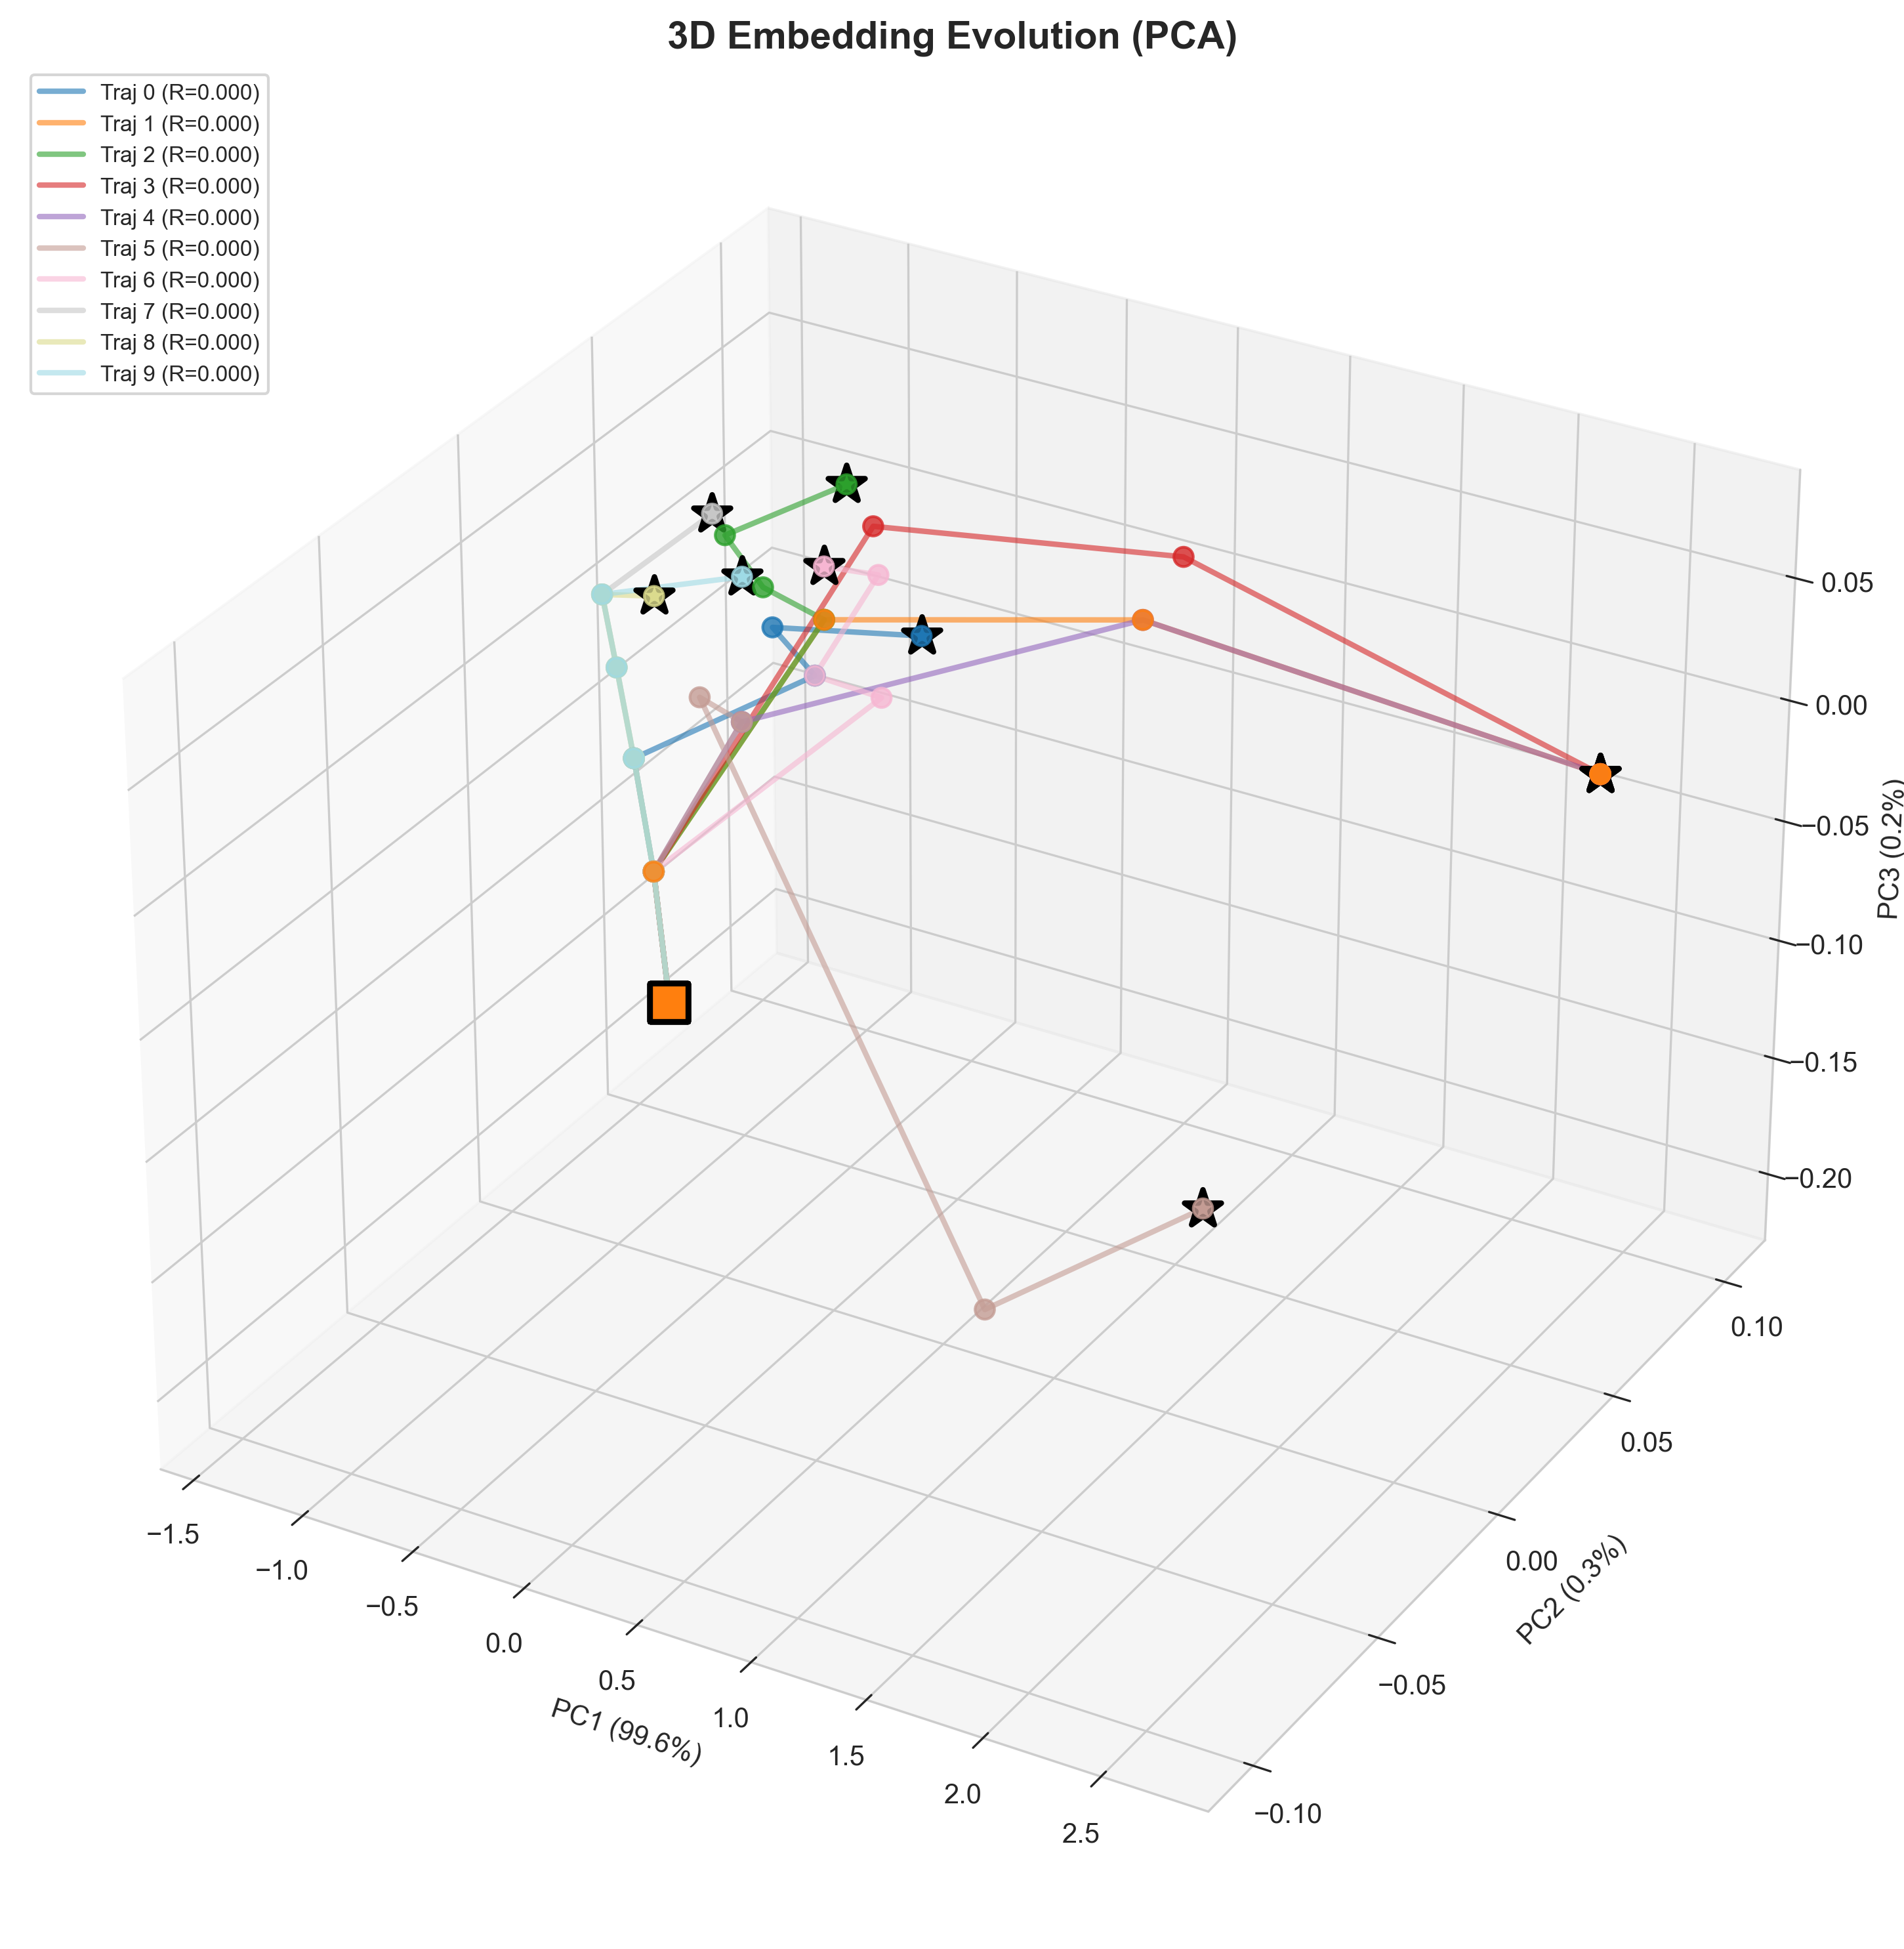 3D Embedding Evolution (PCA)
Traj 0 (R=0.000)
Traj 1 (R=0.000)
Traj 2 (R=0.000)
Traj 3 (R=0.000)
Traj 4 (R=0.000)
Traj 5 (R=0.000)
Traj 6 (R=0.000)
Traj 7 (R=0.000)
Traj 8 (R=0.000)
Traj 9 (R=0.000)
0.05
0.00
−0.05
−0.10
−0.15
−0.20
PC3 (0.2%)
0.10
0.05
0.00
−0.05
−0.10
PC2 (0.3%)
−1.5
−1.0
−0.5
0.0
0.5
1.0
1.5
2.0
2.5
PC1 (99.6%)